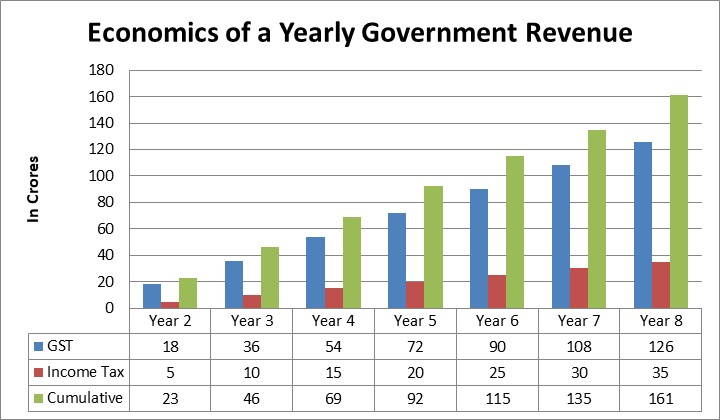 Economics of a Yearly Government Revenue
In Crores
180
160
140
120
100
80
60
40
20
0
Year 2 Year 3 Year 4 Year 5 Year 6 Year 7 Year 8
GST 18 36 54 72 90 108 126
Income Tax 5 10 15 20 25 30 35
Cumulative 23 46 69 92 115 135 161